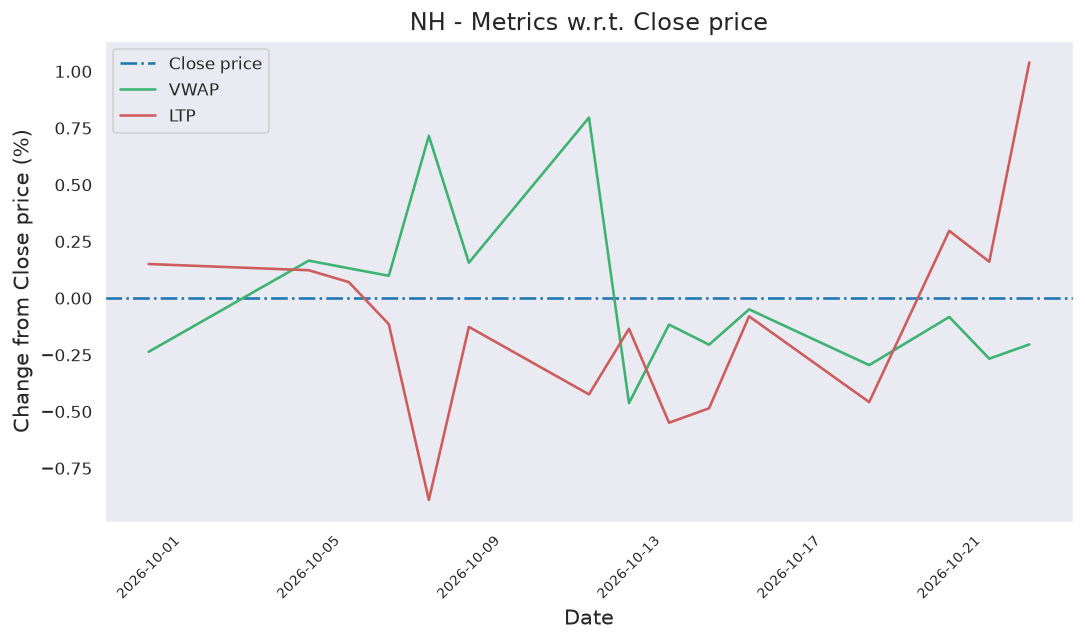 NH - Metrics w.r.t. Close price
Close price
VWAP
LTP
Change from Close price (%)
1.00
0.75
0.50
0.25
0.00
−0.25
−0.50
−0.75
2026-10-01
2026-10-05
2026-10-09
2026-10-13
2026-10-17
2026-10-21
Date